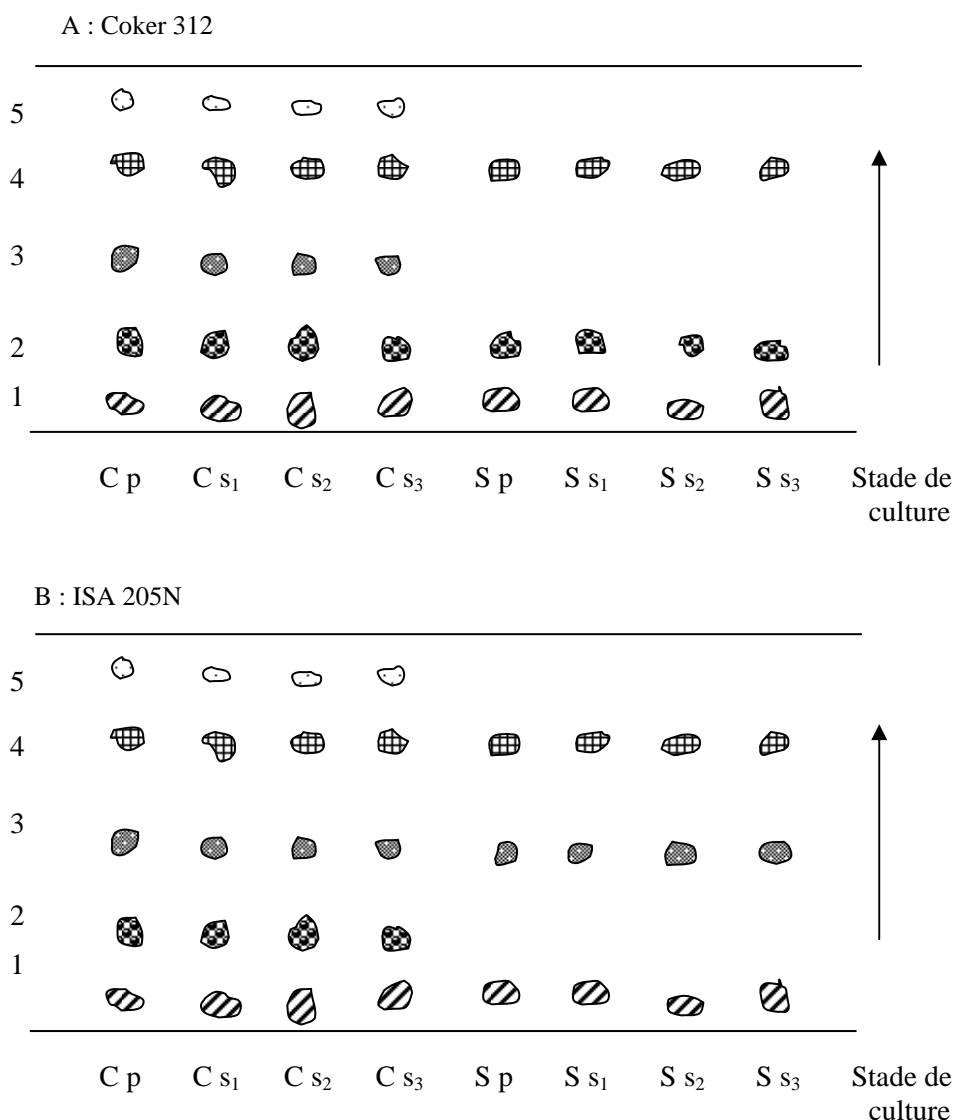 A : Coker 312
5
4
3
2
1
C p C s₁ C s₂ C s₃ S p S s₁ S s₂ S s₃ Stade de
culture
B : ISA 205N
5
4
3
2
1
C p C s₁ C s₂ C s₃ S p S s₁ S s₂ S s₃ Stade de
culture